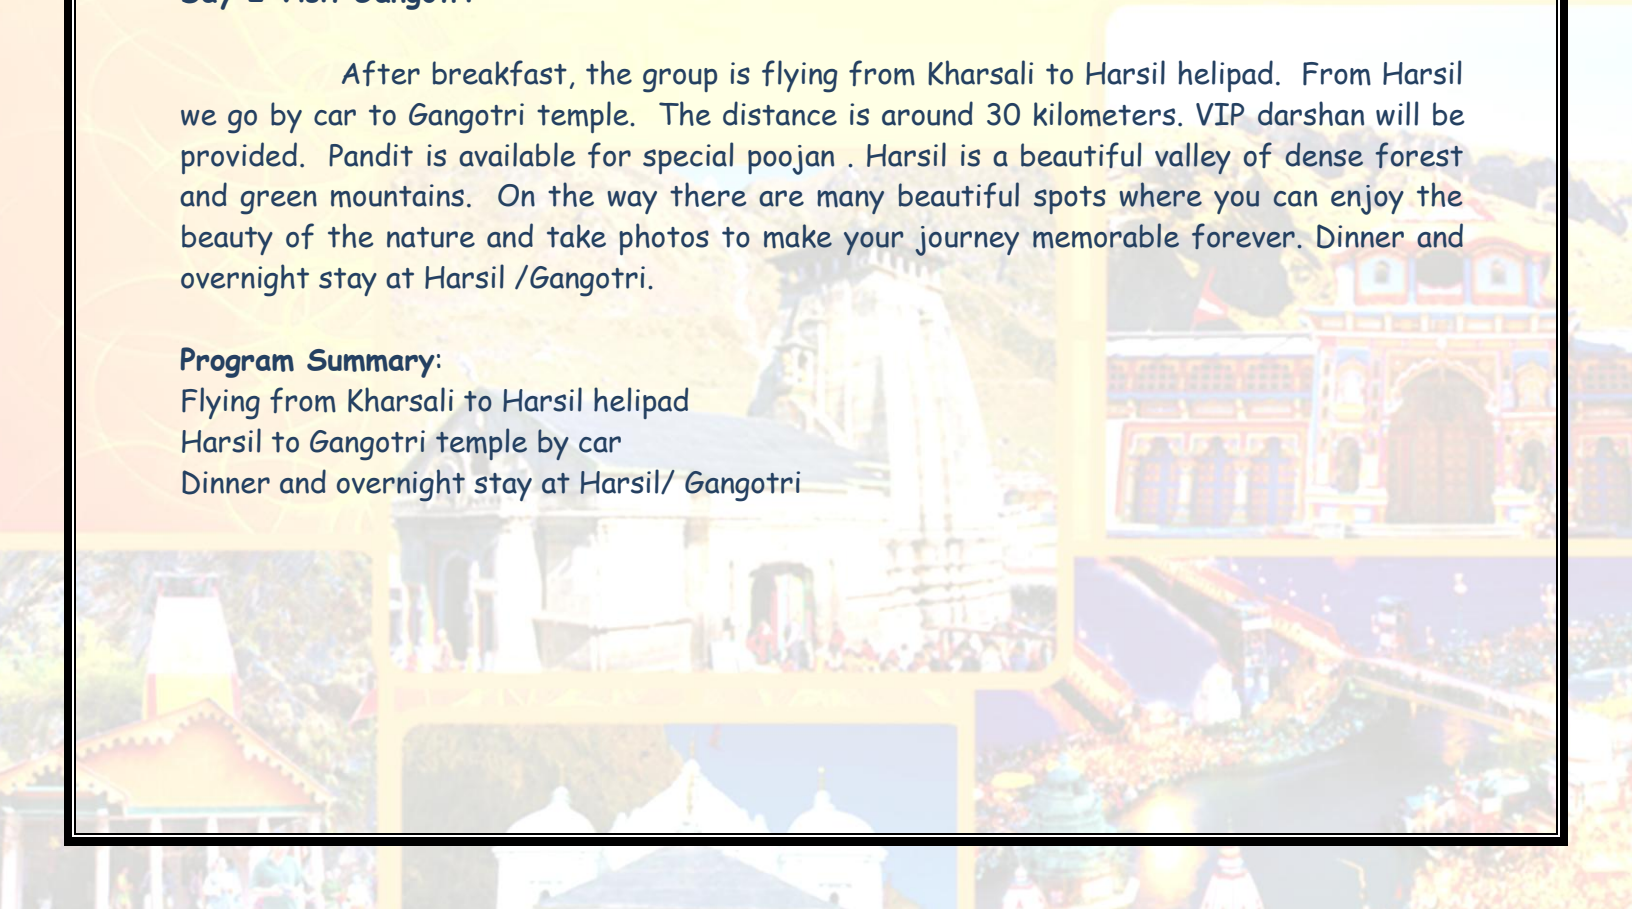 After breakfast, the group is flying from Kharsali to Harsil helipad. From Harsil
we go by car to Gangotri temple. The distance is around 30 kilometers. VIP darshan will be
provided. Pandit is available for special poojan . Harsil is a beautiful valley of dense forest
and green mountains. On the way there are many beautiful spots where you can enjoy the
beauty of the nature and take photos to make your journey memorable forever. Dinner and
overnight stay at Harsil /Gangotri.
Program Summary:
Flying from Kharsali to Harsil helipad
Harsil to Gangotri temple by car
Dinner and overnight stay at Harsil/ Gangotri